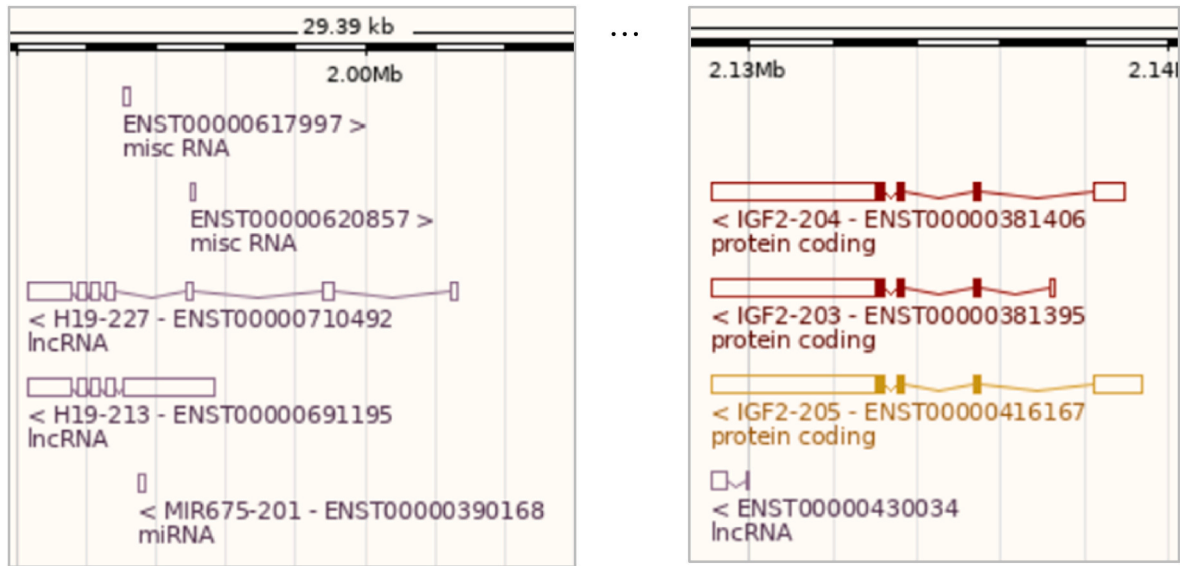 29.39 kb
2.00Mb
ENST00000617997 >
misc RNA
ENST00000620857 >
misc RNA
< H19-227 - ENST00000710492
lncRNA
< H19-213 - ENST00000691195
lncRNA
< MIR675-201 - ENST00000390168
miRNA
...
2.13Mb
2.14
< IGF2-204 - ENST00000381406
protein coding
< IGF2-203 - ENST00000381395
protein coding
< IGF2-205 - ENST00000416167
protein coding
< ENST00000430034
lncRNA